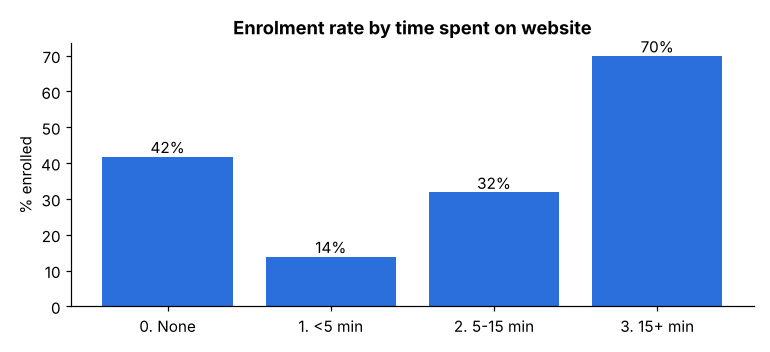 Enrolment rate by time spent on website
% enrolled
70
60
50
40
30
20
10
0
42%
14%
32%
70%
0. None
1. <5 min
2. 5-15 min
3. 15+ min